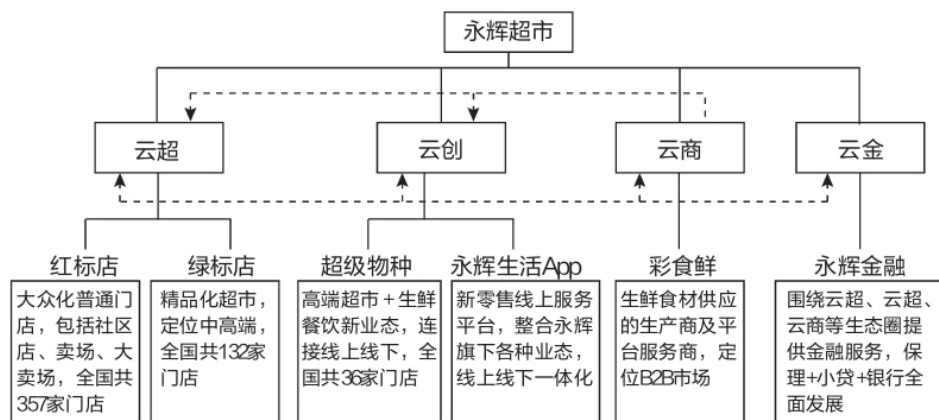 永辉超市
云超
云创
云商
云金
红标店
大众化普通门
店，包括社区
店、卖场、大
卖场，全国共
357家门店
绿标店
精品化超市，
定位中高端，
全国共132家
门店
超级物种
高端超市+生鲜
餐饮新业态，连
接线上线下，全
国共36家门店
永辉生活App
新零售线上服务
平台，整合永辉
旗下各种业态，
线上线下一体化
彩食鲜
生鲜食材供应
的生产商及平
台服务商，定
位B2B市场
永辉金融
围绕云超、云超、
云商等生态圈提
供金融服务，保
理+小贷+银行全
面发展